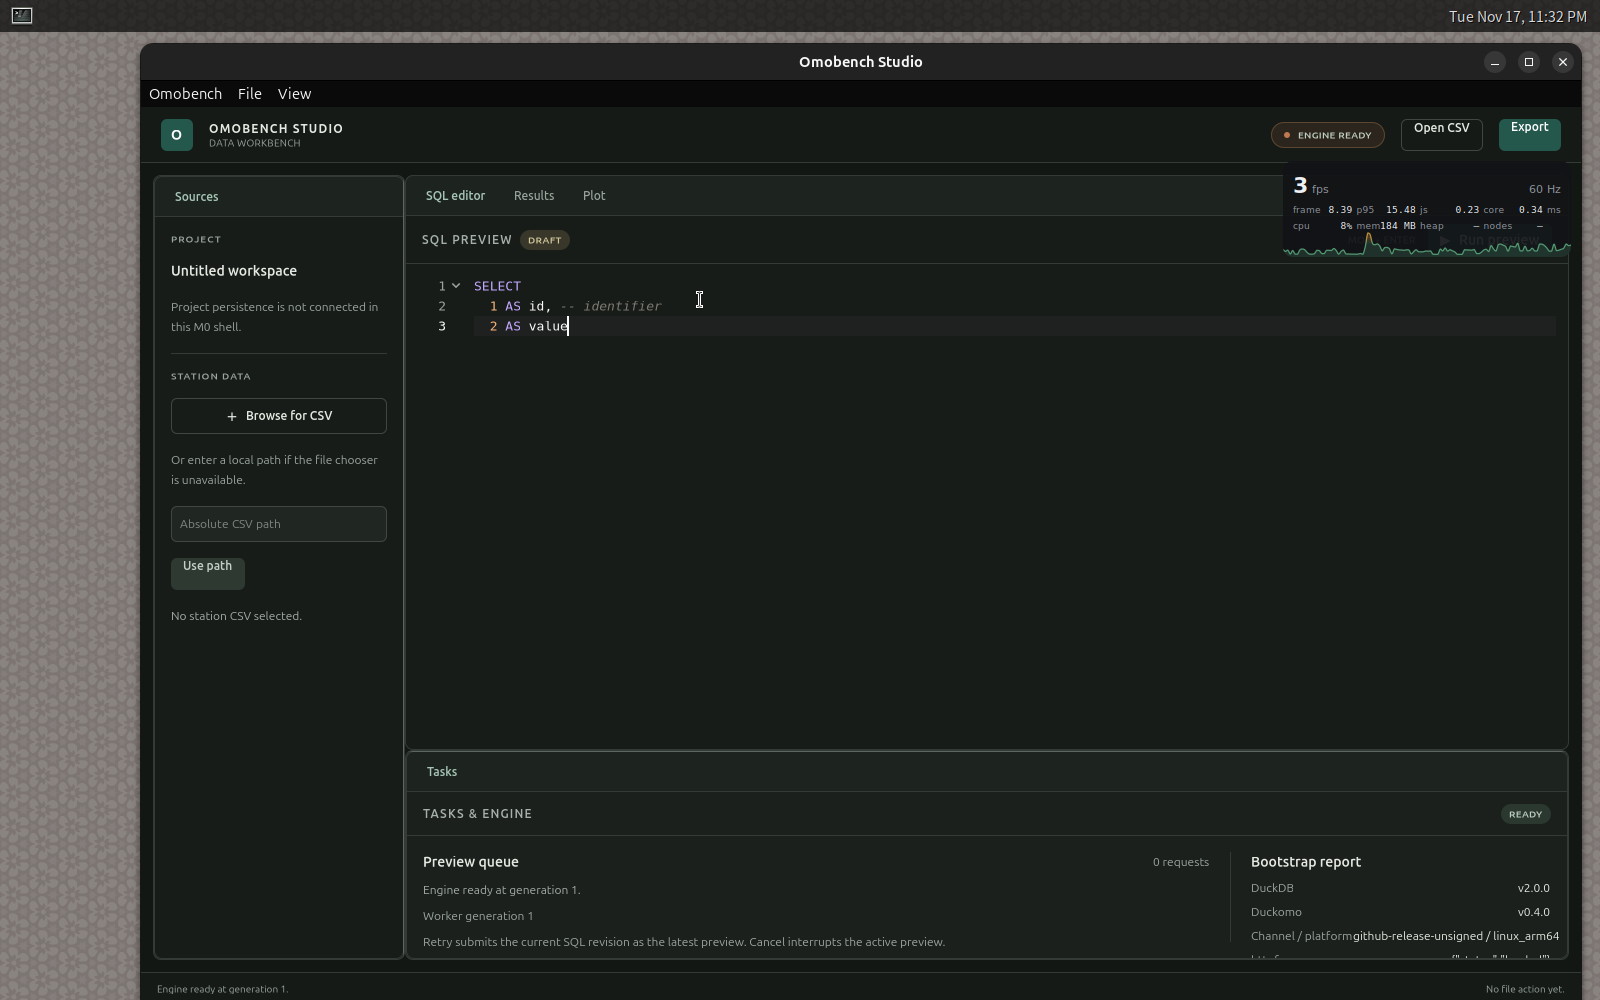 Tue Nov 17, 11:32 PM
Omobench Studio
Omobench File View
O
OMOBENCH STUDIO
DATA WORKBENCH
ENGINE READY
Open CSV
Export
Sources
PROJECT
Untitled workspace
Project persistence is not connected in
this M0 shell.
STATION DATA
+ Browse for CSV
Or enter a local path if the file chooser
is unavailable.
Absolute CSV path
Use path
No station CSV selected.
SQL editor Results Plot
SQL PREVIEW DRAFT
3 fps 60 Hz
frame 8.39 p95 15.48 js 0.23 core 0.34 ms
cpu 8% mem 184 MB heap – nodes –
Run preview
1 SELECT
2 1 AS id, -- identifier
3 2 AS value
Tasks
TASKS & ENGINE
READY
Preview queue
0 requests
Engine ready at generation 1.
Worker generation 1
Retry submits the current SQL revision as the latest preview. Cancel interrupts the active preview.
Bootstrap report
DuckDB v2.0.0
Duckomo v0.4.0
Channel / platform github-release-unsigned / linux_arm64
Engine ready at generation 1.
No file action yet.